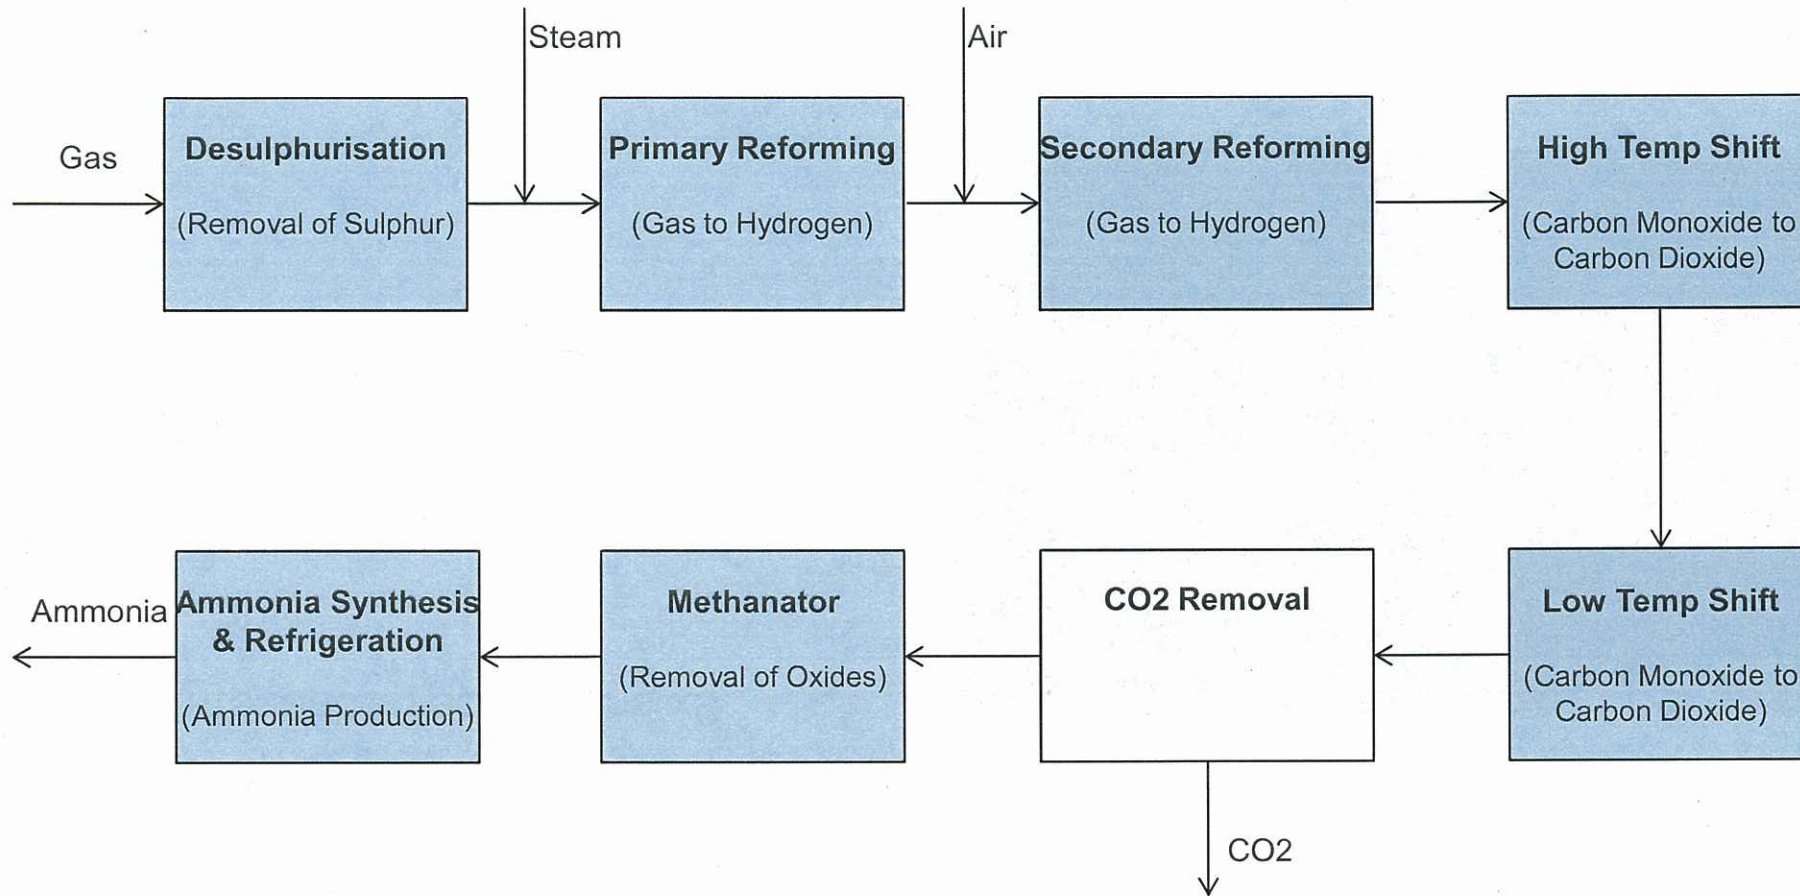 Steam
Air
Gas
Desulphurisation
(Removal of Sulphur)
Primary Reforming
(Gas to Hydrogen)
Secondary Reforming
(Gas to Hydrogen)
High Temp Shift
(Carbon Monoxide to
Carbon Dioxide)
Ammonia
Ammonia Synthesis
& Refrigeration
(Ammonia Production)
Methanator
(Removal of Oxides)
CO2 Removal
Low Temp Shift
(Carbon Monoxide to
Carbon Dioxide)
CO2